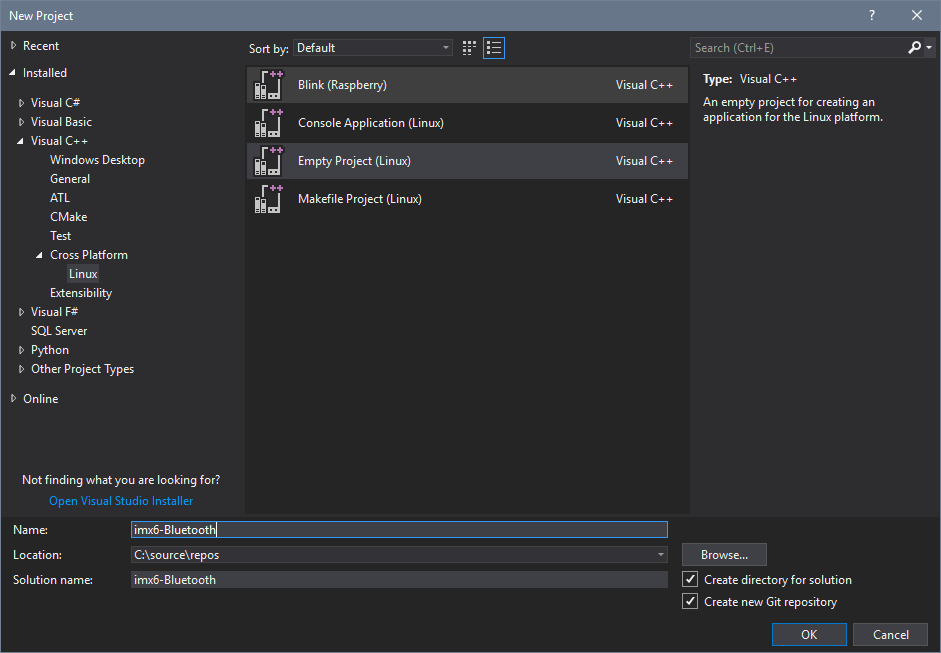 New Project
?
Recent
Installed
Visual C#
Visual Basic
Visual C++
Windows Desktop
General
ATL
CMake
Test
Cross Platform
Linux
Extensibility
Visual F#
SQL Server
Python
Other Project Types
Online
Not finding what you are looking for?
Open Visual Studio Installer
Sort by: Default
Blink (Raspberry) Visual C++
Console Application (Linux) Visual C++
Empty Project (Linux) Visual C++
Makefile Project (Linux) Visual C++
Search (Ctrl+E)
Type: Visual C++
An empty project for creating an
application for the Linux platform.
Name: imx6-Bluetooth
Location: C:\source\repos
Browse...
Solution name: imx6-Bluetooth
Create directory for solution
Create new Git repository
OK Cancel